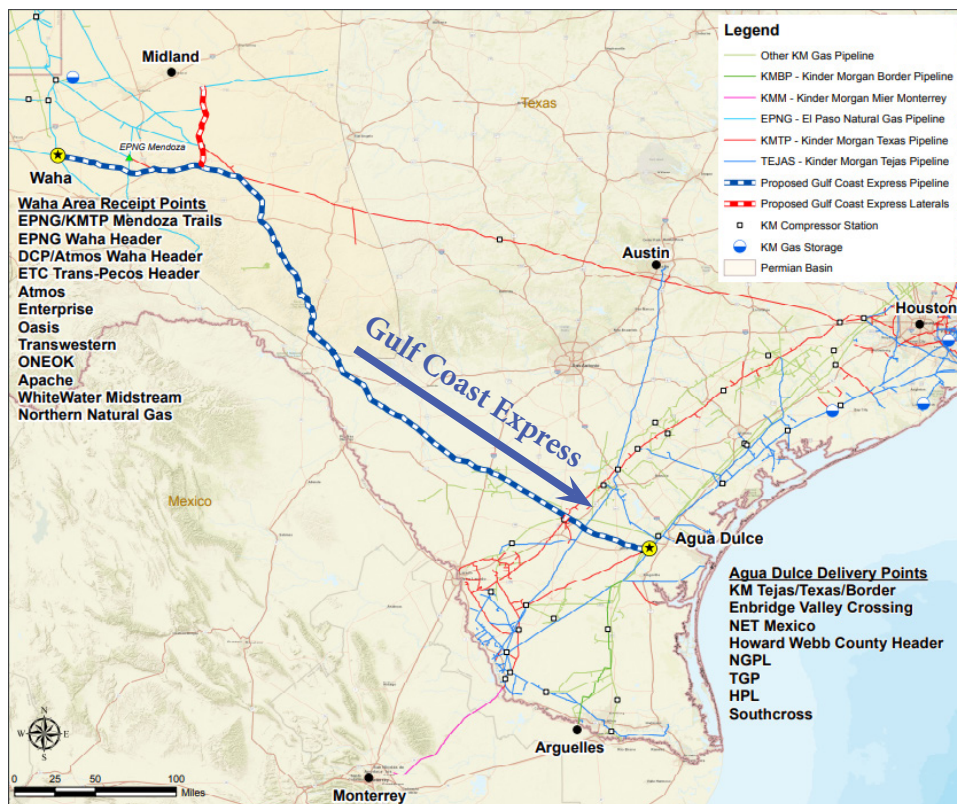 Midland
Texas
EPNG Mendoza
Waha
Waha Area Receipt Points
EPNG/KMTP Mendoza Trails
EPNG Waha Header
DCP/Atmos Waha Header
ETC Trans-Pecos Header
Atmos
Enterprise
Oasis
Transwestern
ONEOK
Apache
WhiteWater Midstream
Northern Natural Gas
Legend
Other KM Gas Pipeline
KMBP - Kinder Morgan Border Pipeline
KMM - Kinder Morgan Mier Monterrey
EPNG - El Paso Natural Gas Pipeline
KMTP - Kinder Morgan Texas Pipeline
TEJAS - Kinder Morgan Tejas Pipeline
Proposed Gulf Coast Express Pipeline
Proposed Gulf Coast Express Laterals
KM Compressor Station
KM Gas Storage
Permian Basin
Austin
Houston
Gulf Coast Express
Mexico
Agua Dulce
Agua Dulce Delivery Points
KM Tejas/Texas/Border
Enbridge Valley Crossing
NET Mexico
Howard Webb County Header
NGPL
TGP
HPL
Southcross
Arguelles
Monterrey
N
W E
S
0 25 50 100
Miles